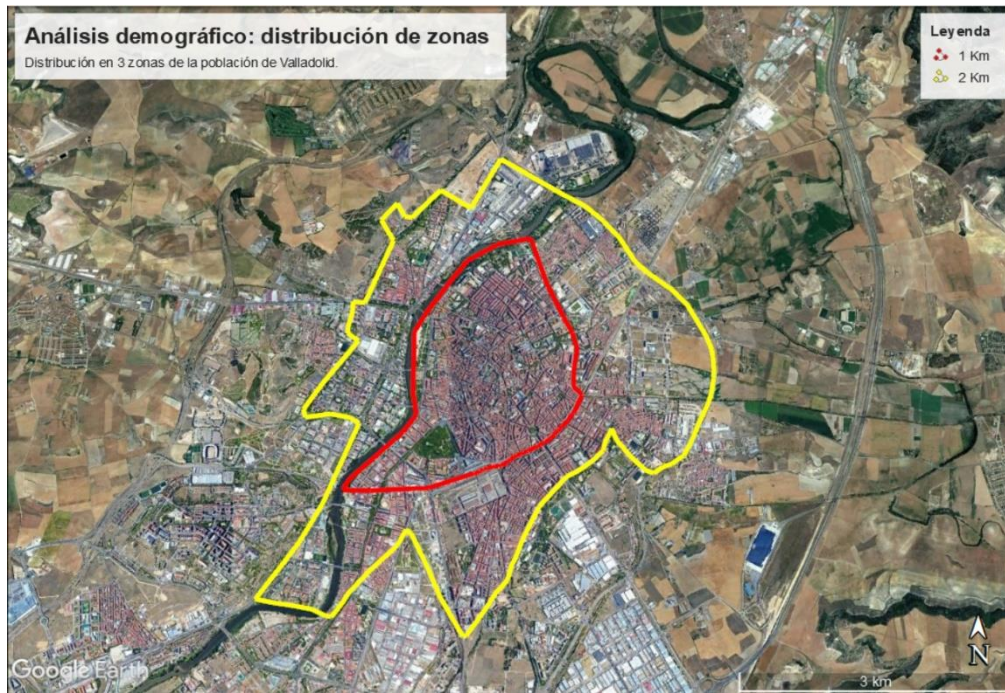 Análisis demográfico: distribución de zonas
Distribución en 3 zonas de la población de Valladolid.
Leyenda
1 Km
2 Km
Google Earth
N
3 km